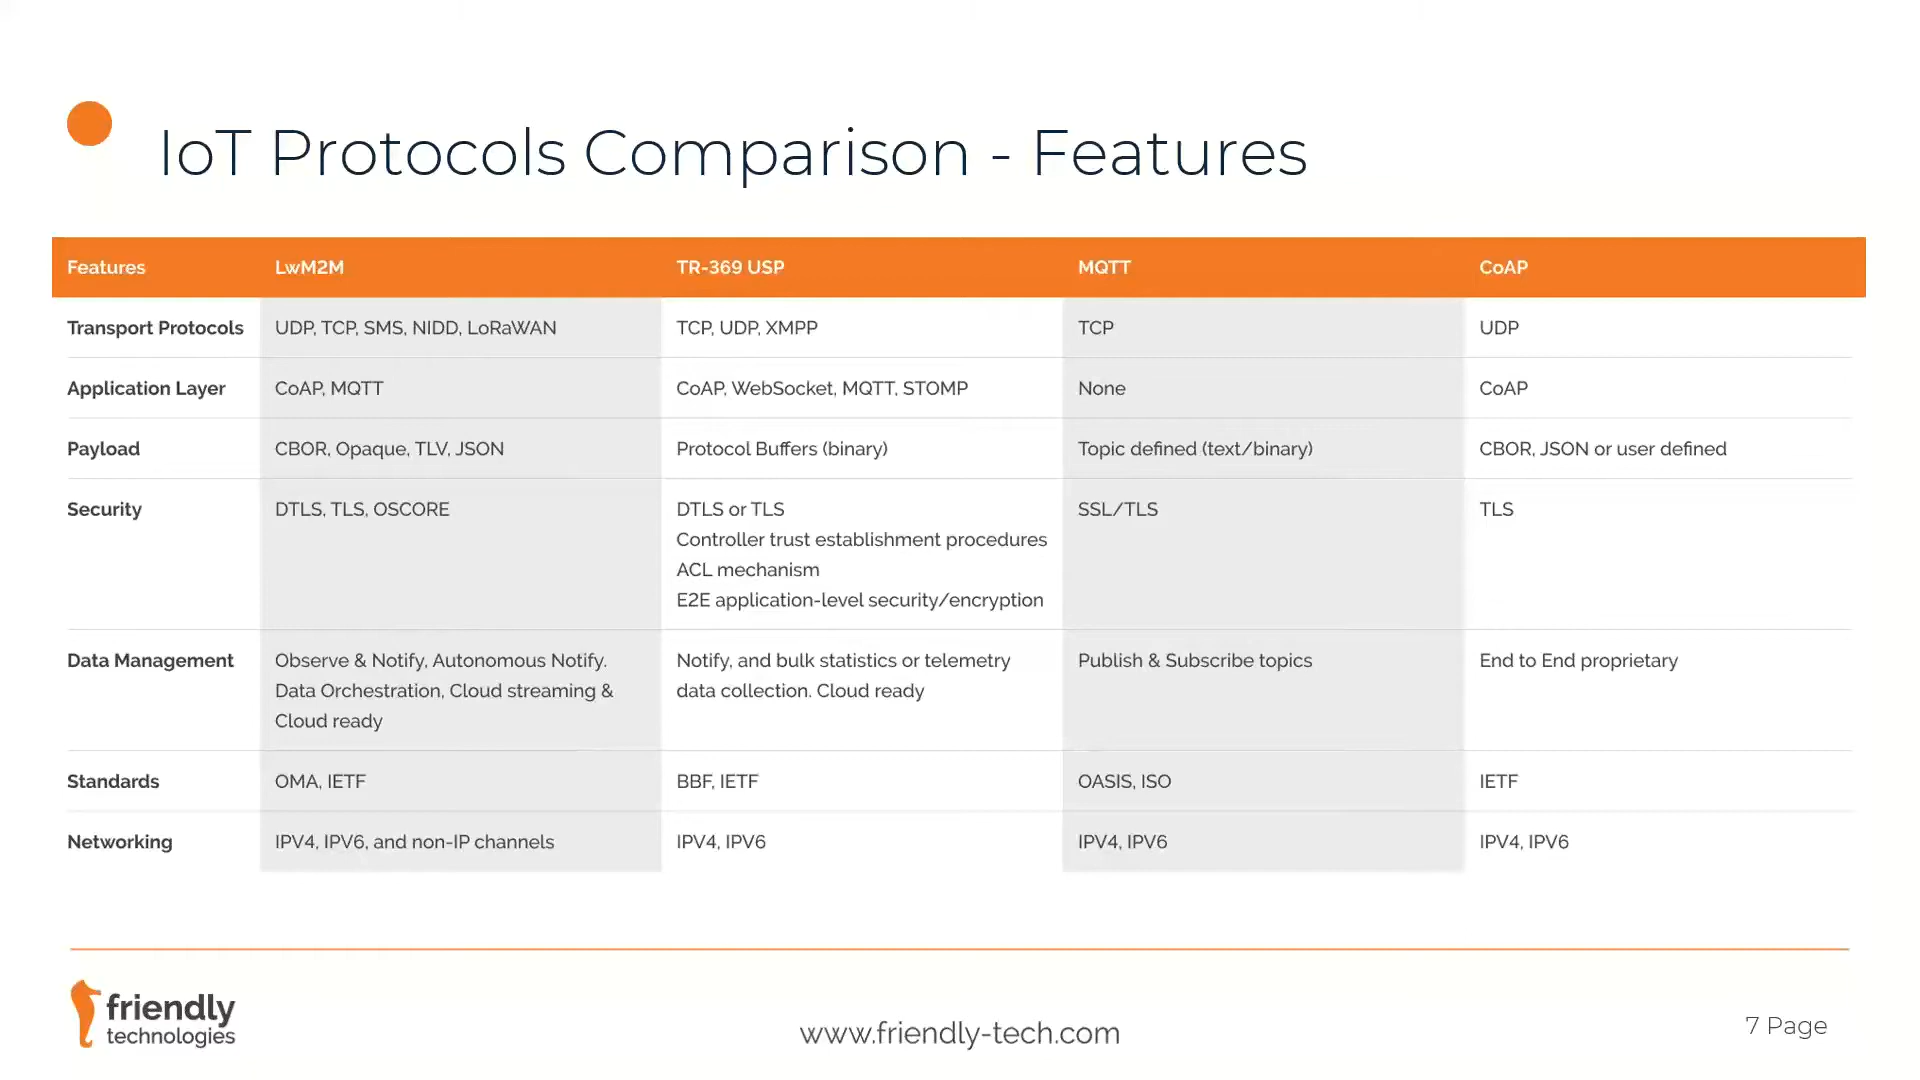 IoT Protocols Comparison - Features
Features LwM2M TR-369 USP MQTT CoAP
Transport Protocols UDP, TCP, SMS, NIDD, LoRaWAN TCP, UDP, XMPP TCP UDP
Application Layer CoAP, MQTT CoAP, WebSocket, MQTT, STOMP None CoAP
Payload CBOR, Opaque, TLV, JSON Protocol Buffers (binary) Topic defined (text/binary) CBOR, JSON or user defined
Security DTLS, TLS, OSCORE DTLS or TLS SSL/TLS TLS
Controller trust establishment procedures
ACL mechanism
E2E application-level security/encryption
Data Management Observe & Notify, Autonomous Notify. Notify, and bulk statistics or telemetry Publish & Subscribe topics End to End proprietary
Data Orchestration, Cloud streaming & data collection. Cloud ready
Cloud ready
Standards OMA, IETF BBF, IETF OASIS, ISO IETF
Networking IPV4, IPV6, and non-IP channels IPV4, IPV6 IPV4, IPV6 IPV4, IPV6
friendly
technologies
www.friendly-tech.com
7 Page